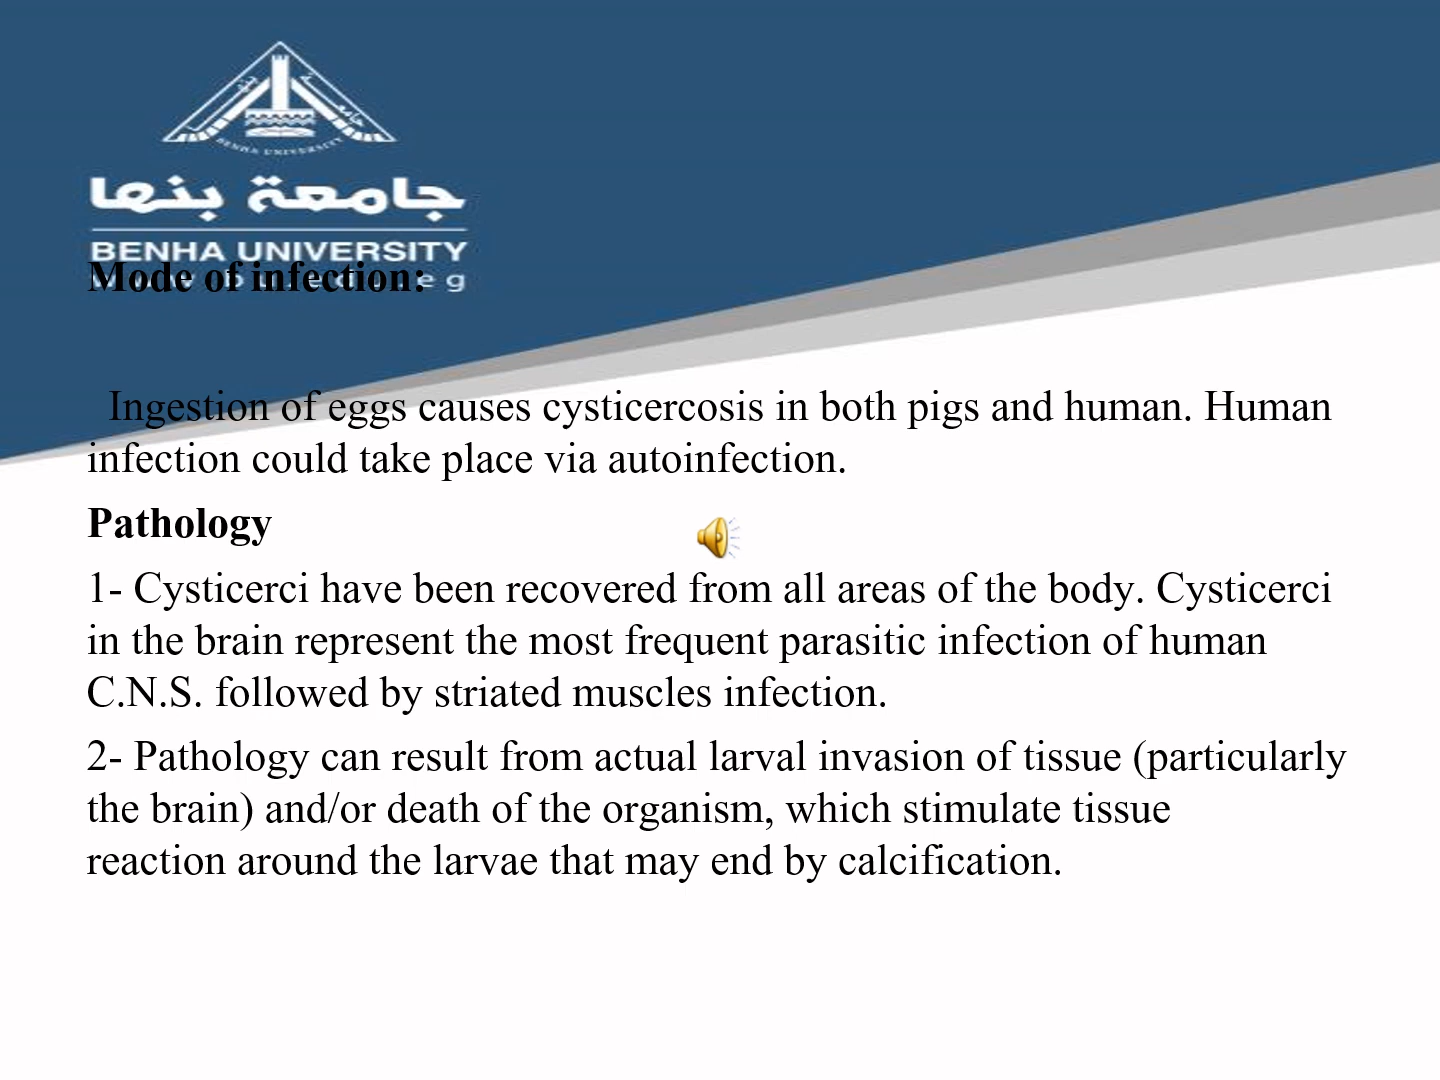 BENHA UNIVERSITY
جامعة بنها
BENHA UNIVERSITY
Mode of infection:
Ingestion of eggs causes cysticercosis in both pigs and human. Human
infection could take place via autoinfection.
Pathology
1- Cysticerci have been recovered from all areas of the body. Cysticerci
in the brain represent the most frequent parasitic infection of human
C.N.S. followed by striated muscles infection.
2- Pathology can result from actual larval invasion of tissue (particularly
the brain) and/or death of the organism, which stimulate tissue
reaction around the larvae that may end by calcification.